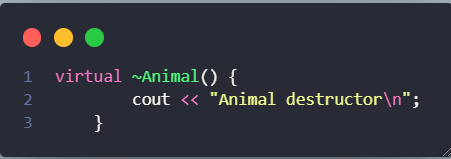 1 virtual ~Animal() {
2 cout << "Animal destructor\n";
3 }